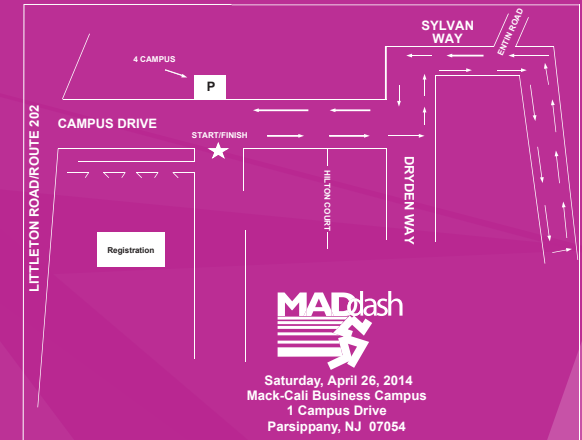 SYLVAN
WAY
ENTIN ROAD
4 CAMPUS
P
LITTLETON ROAD/ROUTE 202
CAMPUS DRIVE
START/FINISH
HILTON COURT
DRYDEN WAY
Registration
MADdash
Saturday, April 26, 2014
Mack-Cali Business Campus
1 Campus Drive
Parsippany, NJ 07054